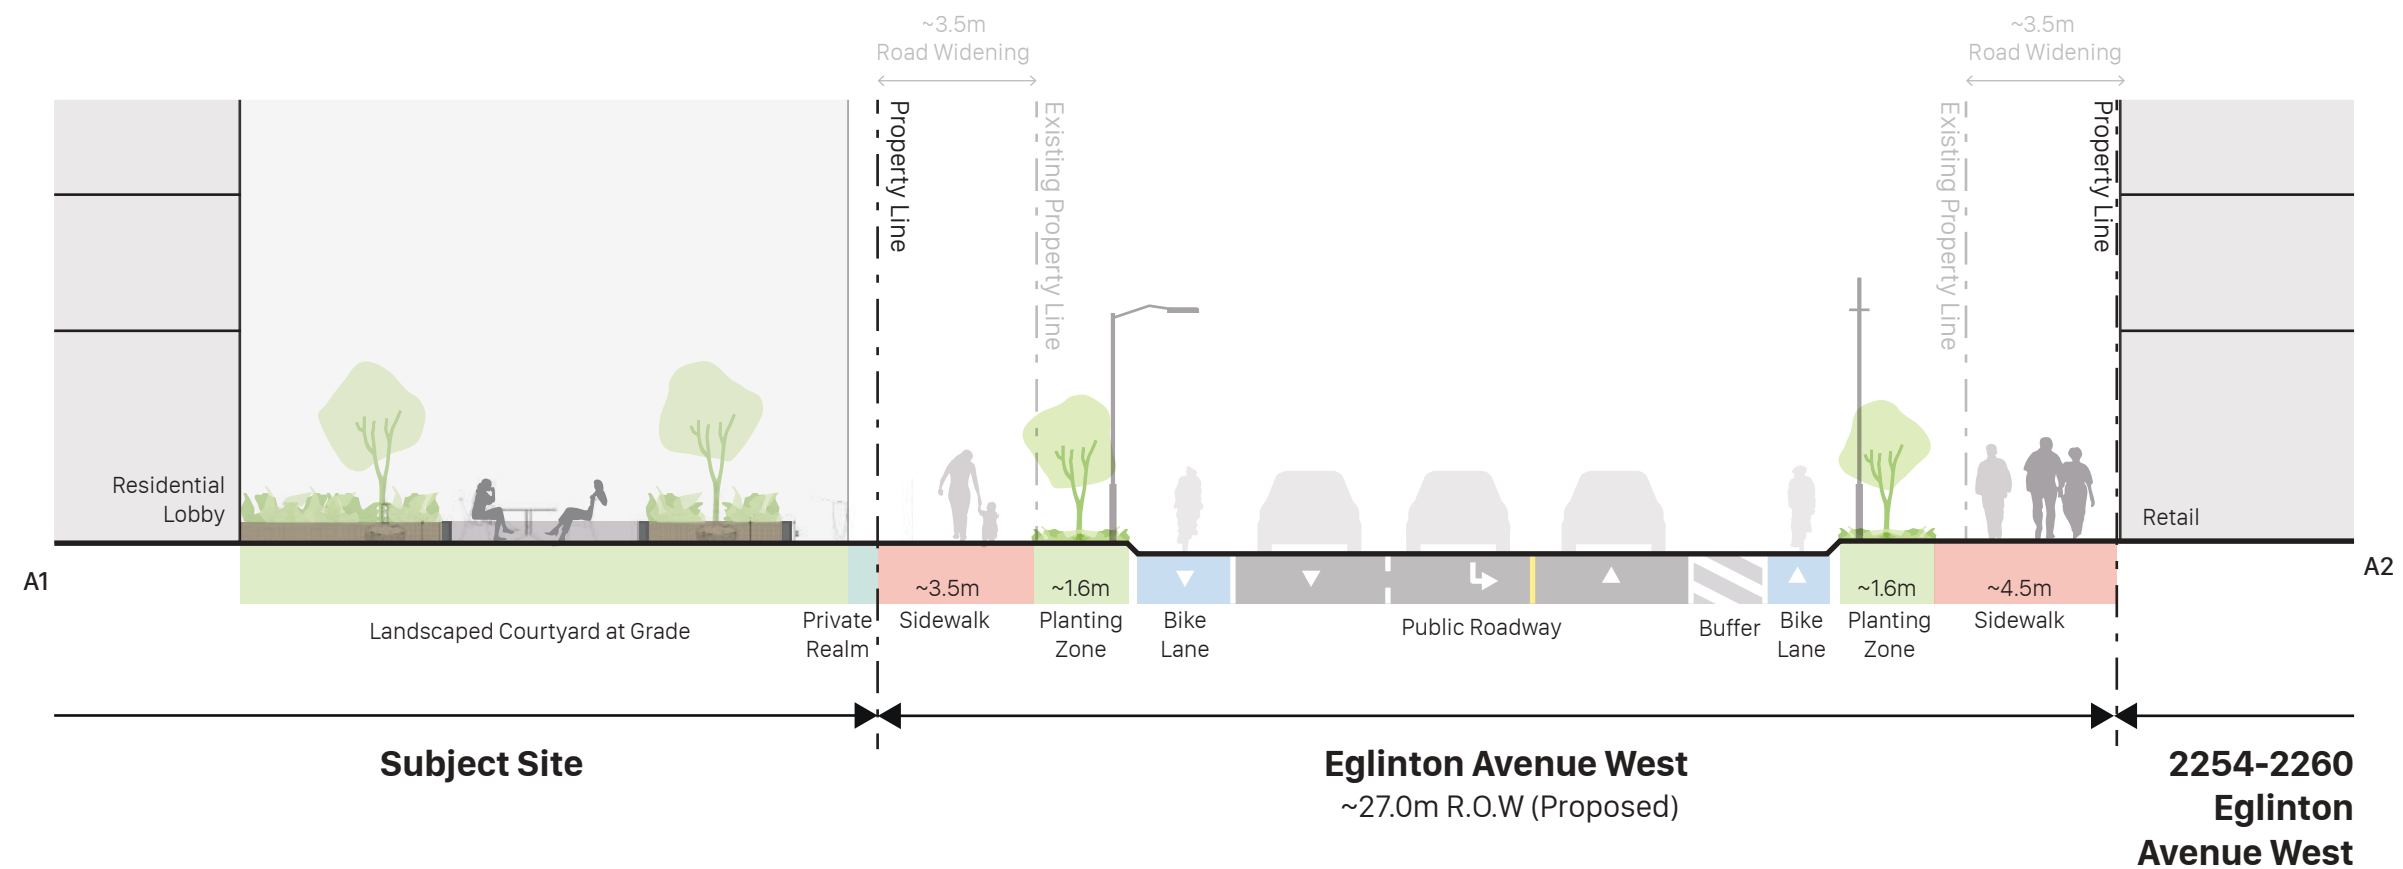 ~3.5m
Road Widening
~3.5m
Road Widening
Property Line
Existing Property Line
Existing Property Line
Property Line
Residential
Lobby
Retail
A1
A2
~3.5m
~1.6m
~1.6m
~4.5m
Landscaped Courtyard at Grade
Private
Realm
Sidewalk
Planting
Zone
Bike
Lane
Public Roadway
Buffer
Bike
Lane
Planting
Zone
Sidewalk
Subject Site
Eglinton Avenue West
~27.0m R.O.W (Proposed)
2254-2260
Eglinton
Avenue West